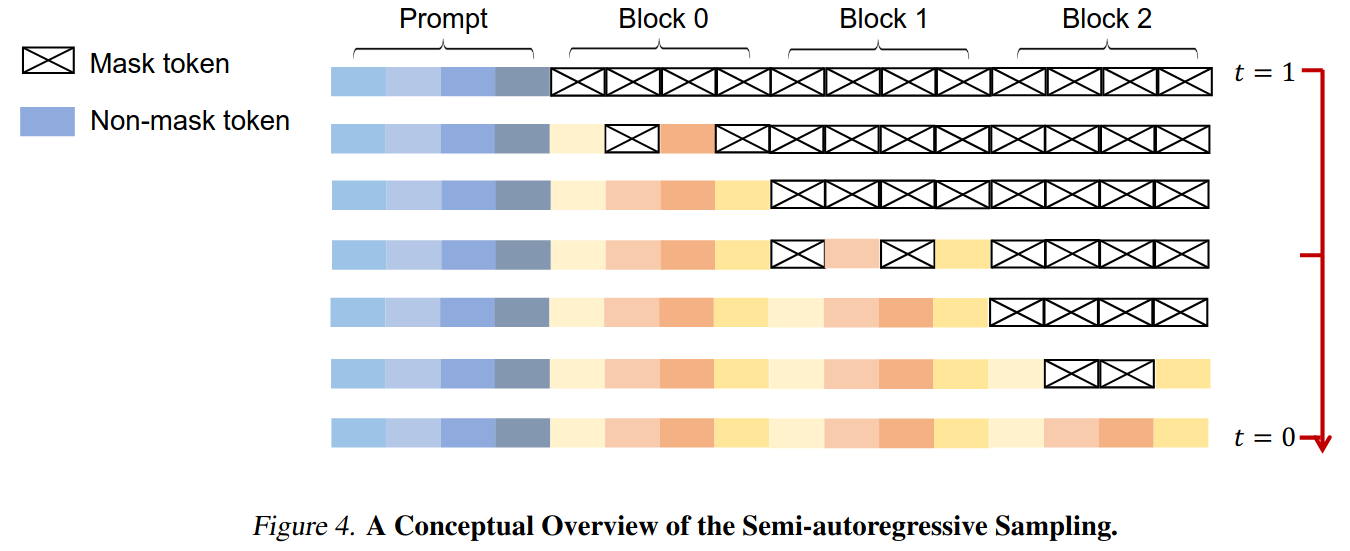 Prompt Block 0 Block 1 Block 2
Mask token
t = 1
Non-mask token
t = 0
Figure 4. A Conceptual Overview of the Semi-autoregressive Sampling.